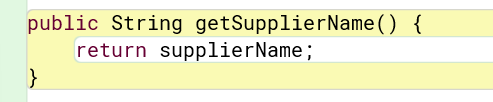 public String getSupplierName() {
    return supplierName;
}